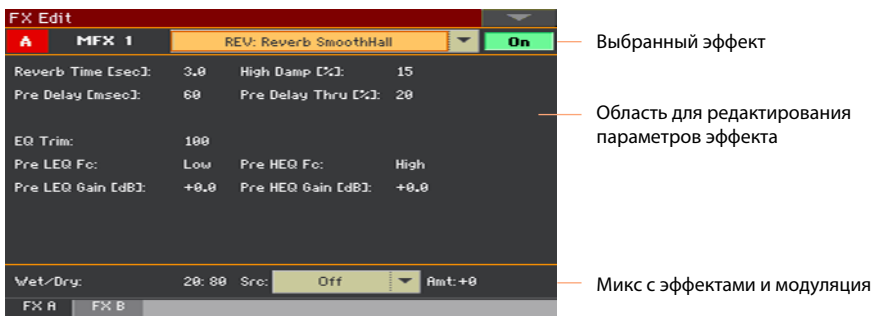 FX Edit
A MFX 1 REV: Reverb SmoothHall On
Выбранный эффект
Reverb Time [sec]: 3.0 High Damp [%]: 15
Pre Delay [msec]: 60 Pre Delay Thru [%]: 20
Область для редактирования
параметров эффекта
EQ Trim: 100
Pre LEQ Fc: Low Pre HEQ Fc: High
Pre LEQ Gain [dB]: +0.0 Pre HEQ Gain [dB]: +0.0
Wet/Dry: 20:80 Src: Off Amt:+0
Микс с эффектами и модуляция
FX A FX B